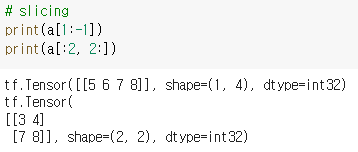 # slicing
print(a[1:-1])
print(a[:2, 2:])
tf.Tensor([[5 6 7 8]], shape=(1, 4), dtype=int32)
tf.Tensor(
[[3 4]
 [7 8]], shape=(2, 2), dtype=int32)